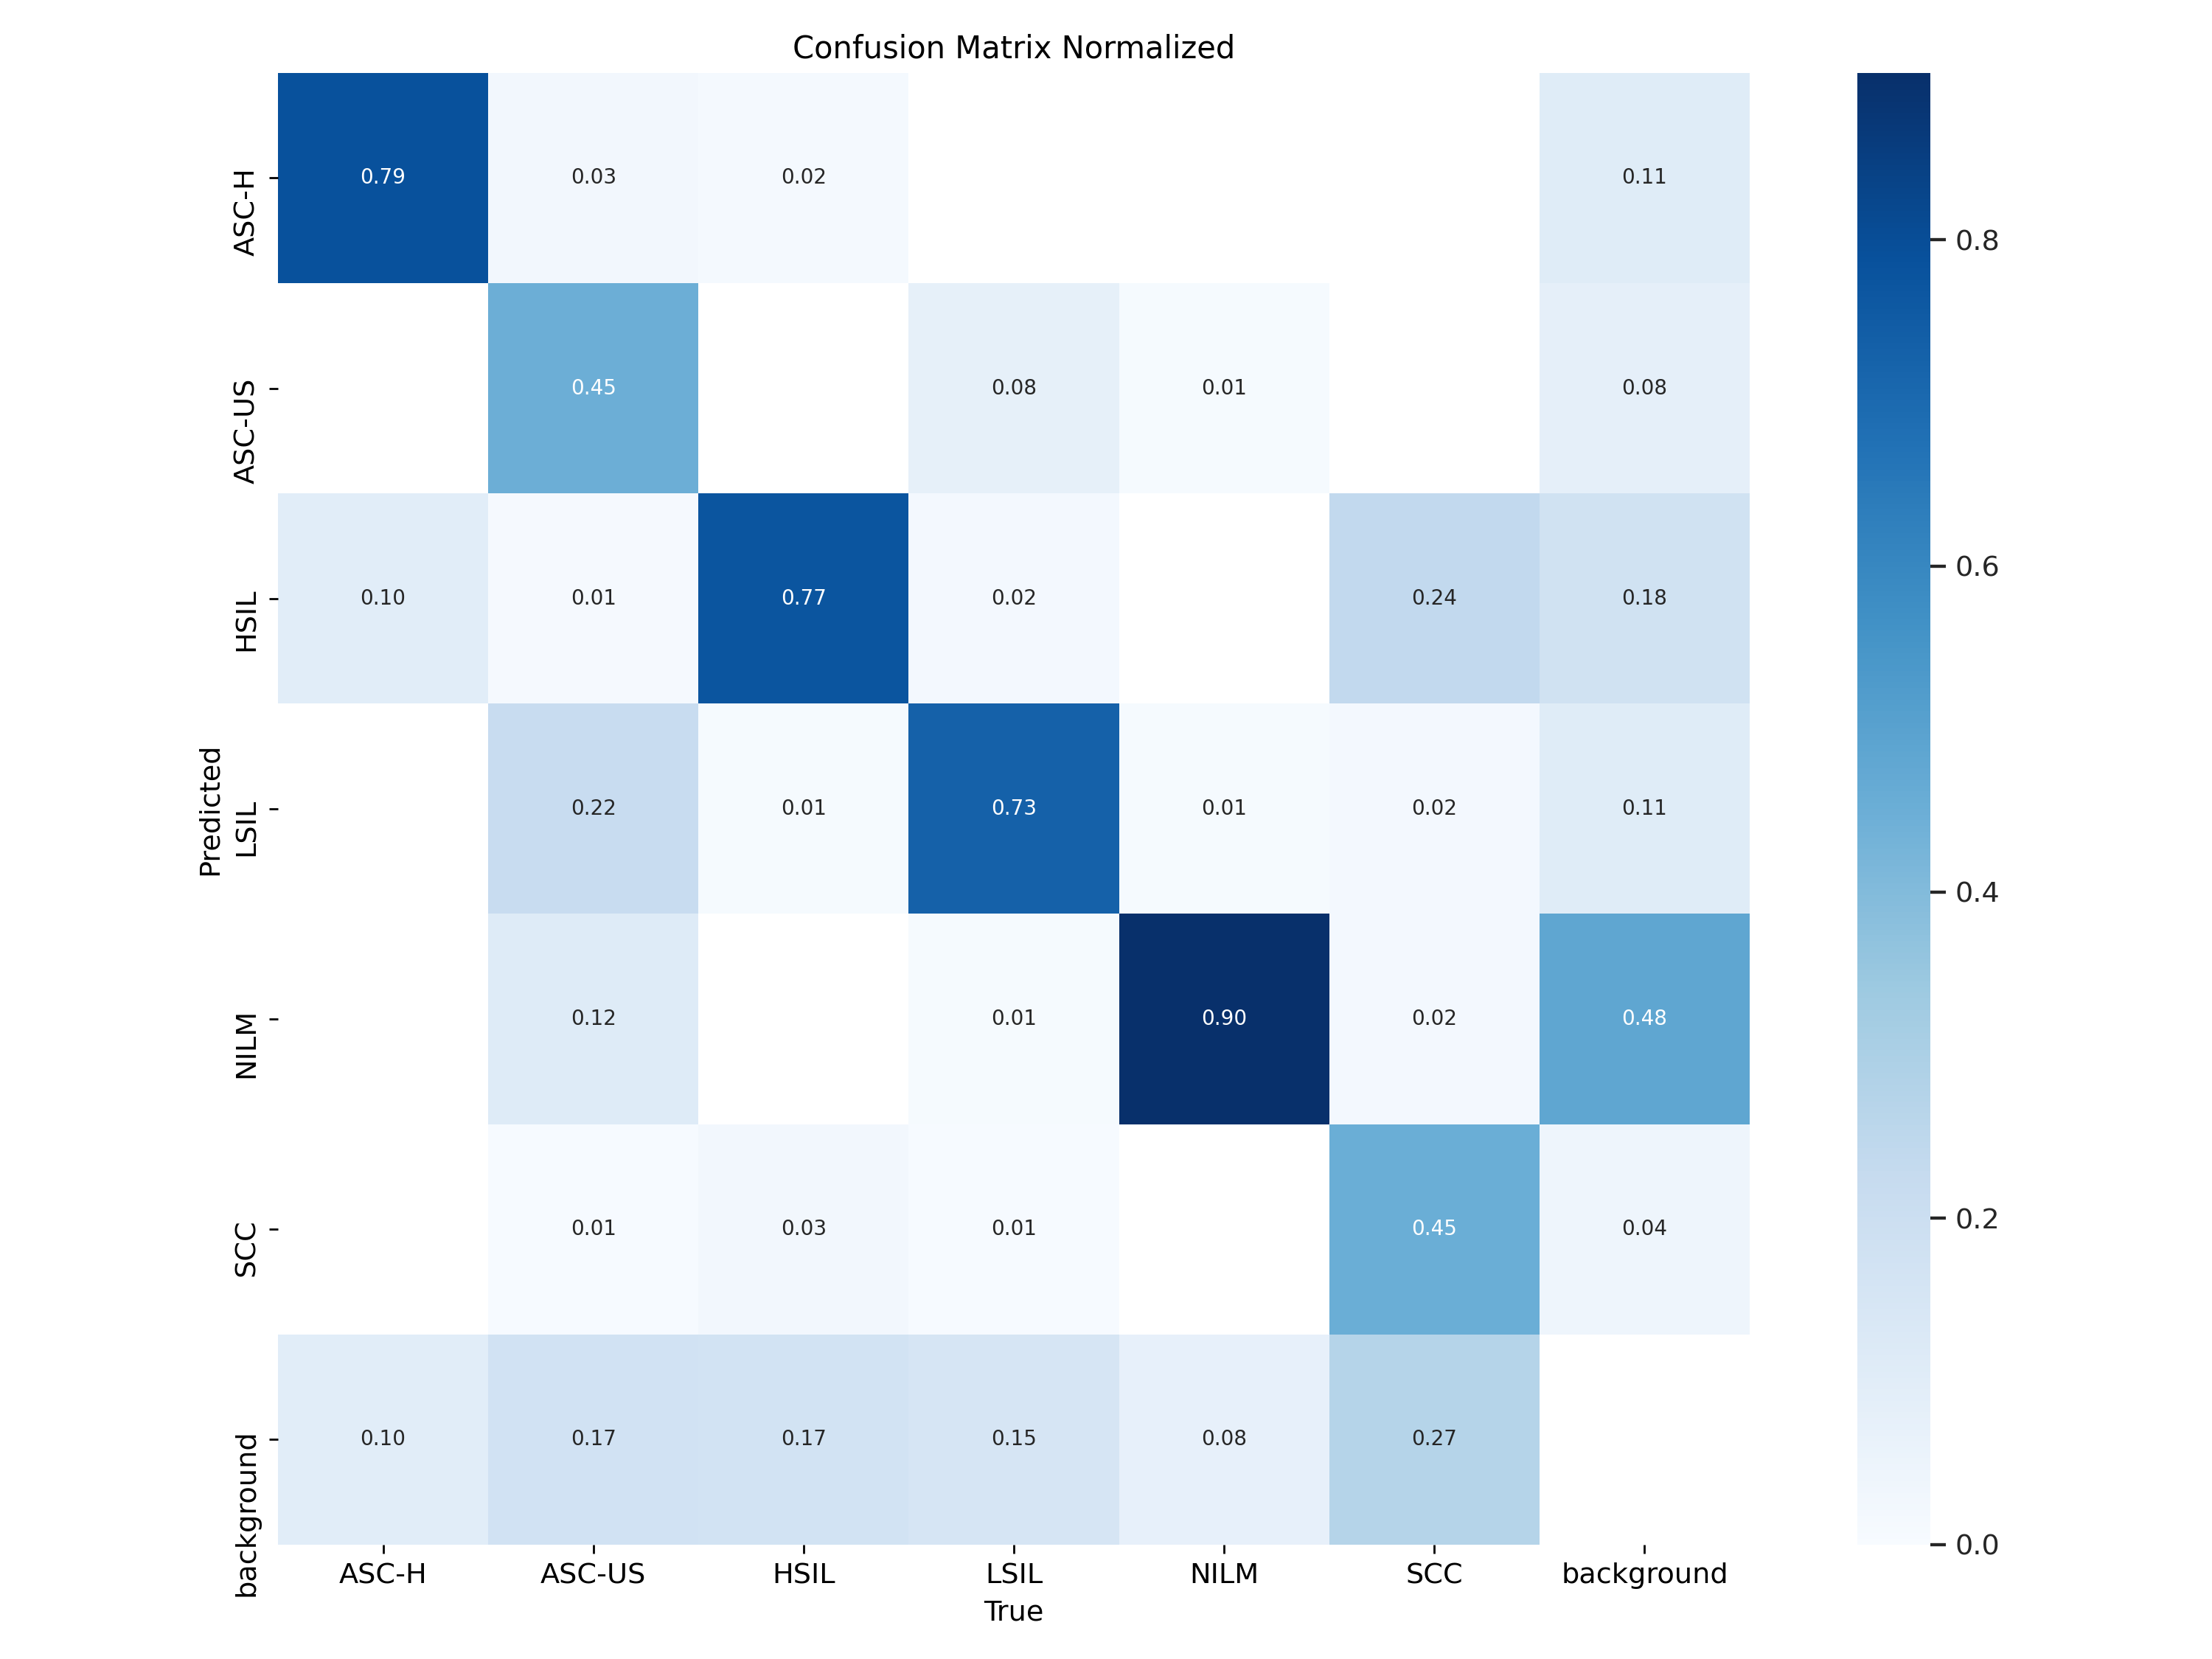 Confusion Matrix Normalized
ASC-H 0.79 0.03 0.02 0.11
ASC-US 0.45 0.08 0.01 0.08
HSIL 0.10 0.01 0.77 0.02 0.24 0.18
LSIL 0.22 0.01 0.73 0.01 0.02 0.11
NILM 0.12 0.01 0.90 0.02 0.48
SCC 0.01 0.03 0.01 0.45 0.04
background 0.10 0.17 0.17 0.15 0.08 0.27
Predicted
ASC-H ASC-US HSIL LSIL NILM SCC background
True
0.8
0.6
0.4
0.2
0.0